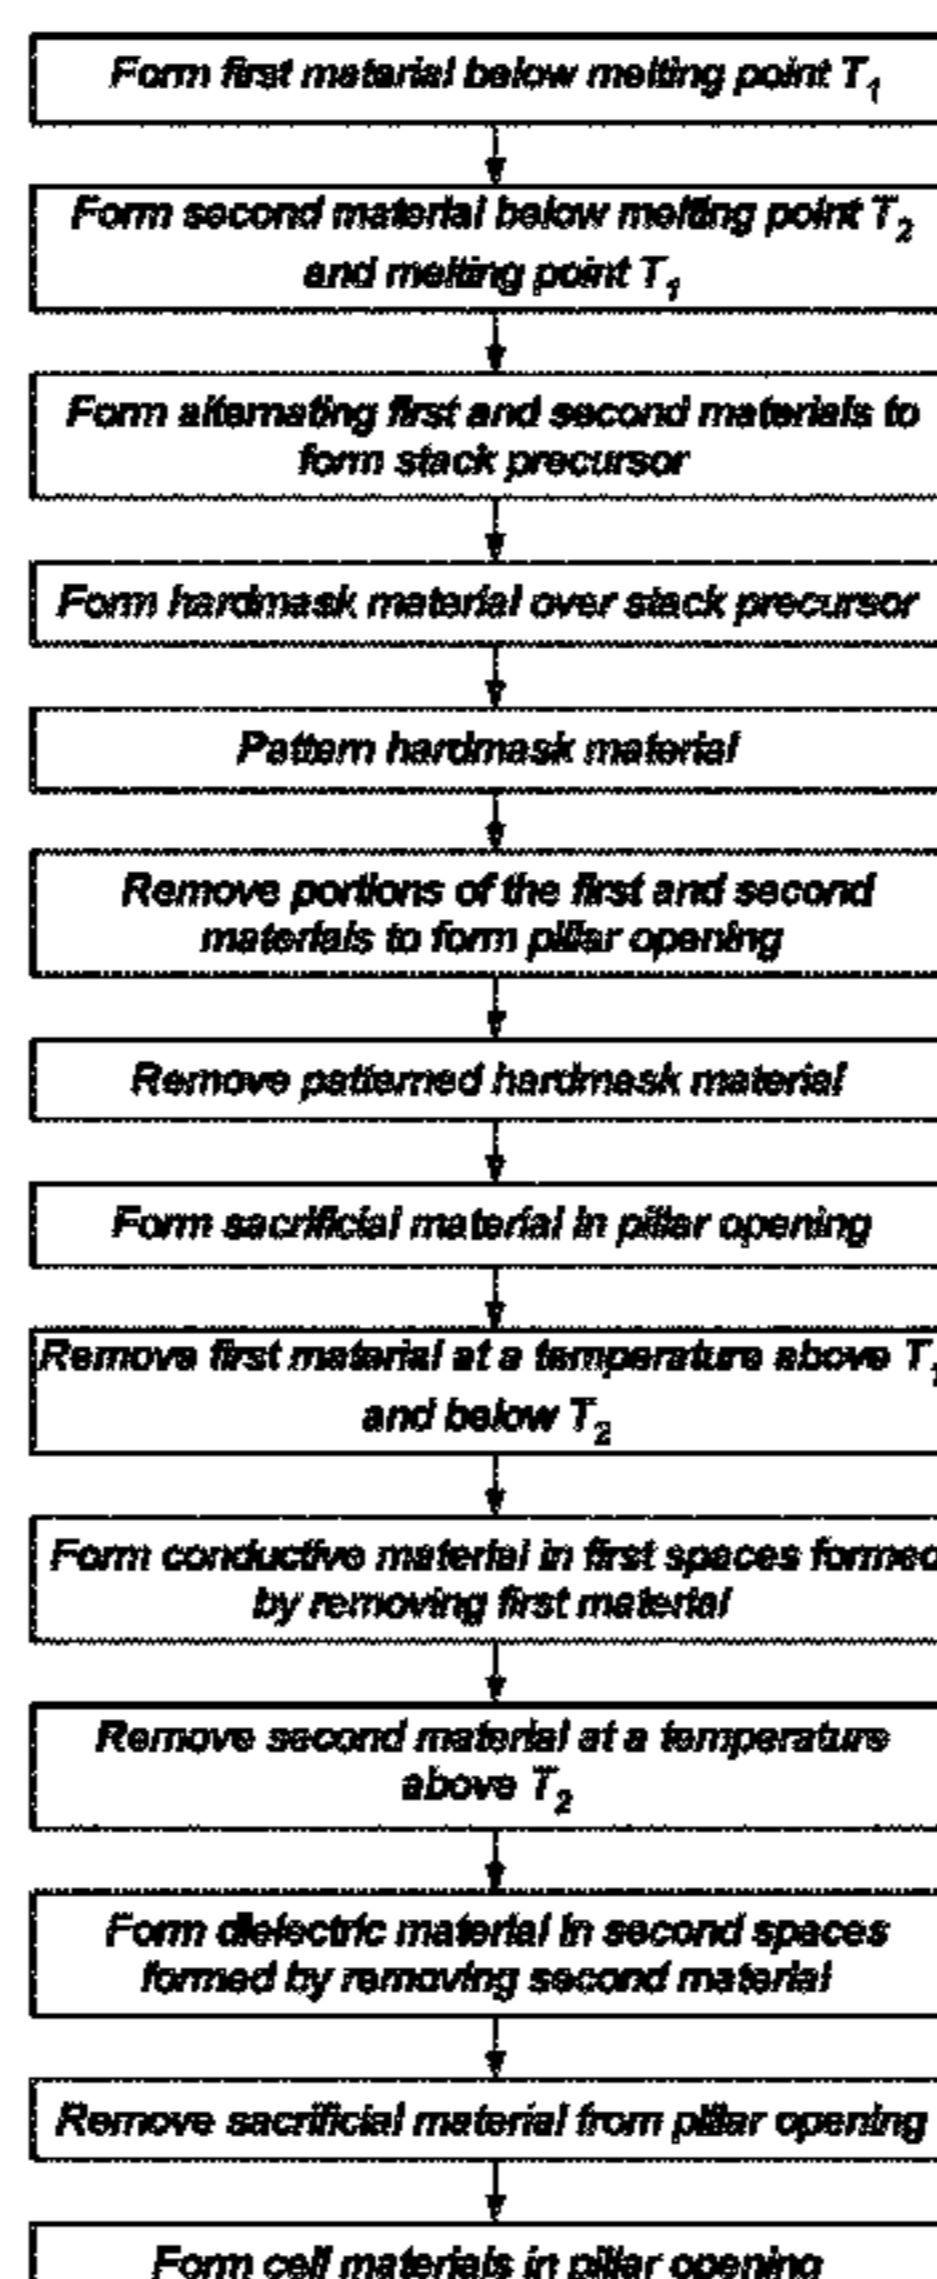 Form first material below melting point T1
Form second material below melting point T2
and melting point T1
Form alternating first and second materials to
form stack precursor
Form hardmask material over stack precursor
Pattern hardmask material
Remove portions of the first and second
materials to form pillar opening
Remove patterned hardmask material
Form sacrificial material in pillar opening
Remove first material at a temperature above T1
and below T2
Form conductive material in first spaces formed
by removing first material
Remove second material at a temperature
above T2
Form dielectric material in second spaces
formed by removing second material
Remove sacrificial material from pillar opening
Form cell materials in pillar opening